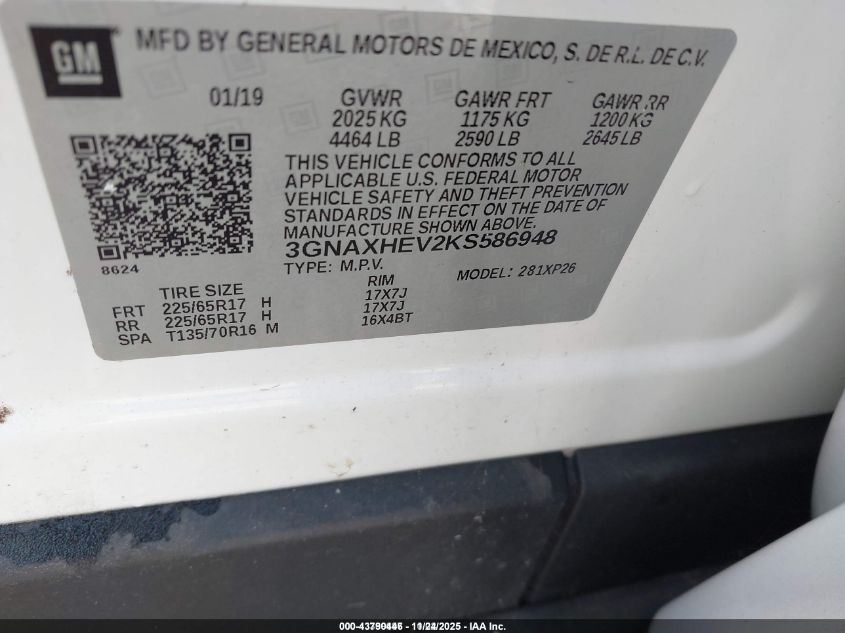 GM
MFD BY GENERAL MOTORS DE MEXICO, S. DE R.L. DE C.V.
01/19 GVWR GAWR FRT GAWR RR
2025 KG 1175 KG 1200 KG
4464 LB 2590 LB 2645 LB
THIS VEHICLE CONFORMS TO ALL
APPLICABLE U.S. FEDERAL MOTOR
VEHICLE SAFETY AND THEFT PREVENTION
STANDARDS IN EFFECT ON THE DATE OF
MANUFACTURE SHOWN ABOVE.
3GNAXHEV2KS586948
8624
TYPE: M.P.V. MODEL: 281XP26
TIRE SIZE RIM
FRT 225/65R17 H 17X7J
RR 225/65R17 H 17X7J
SPA T135/70R16 M 16X4BT
IAA Inc.